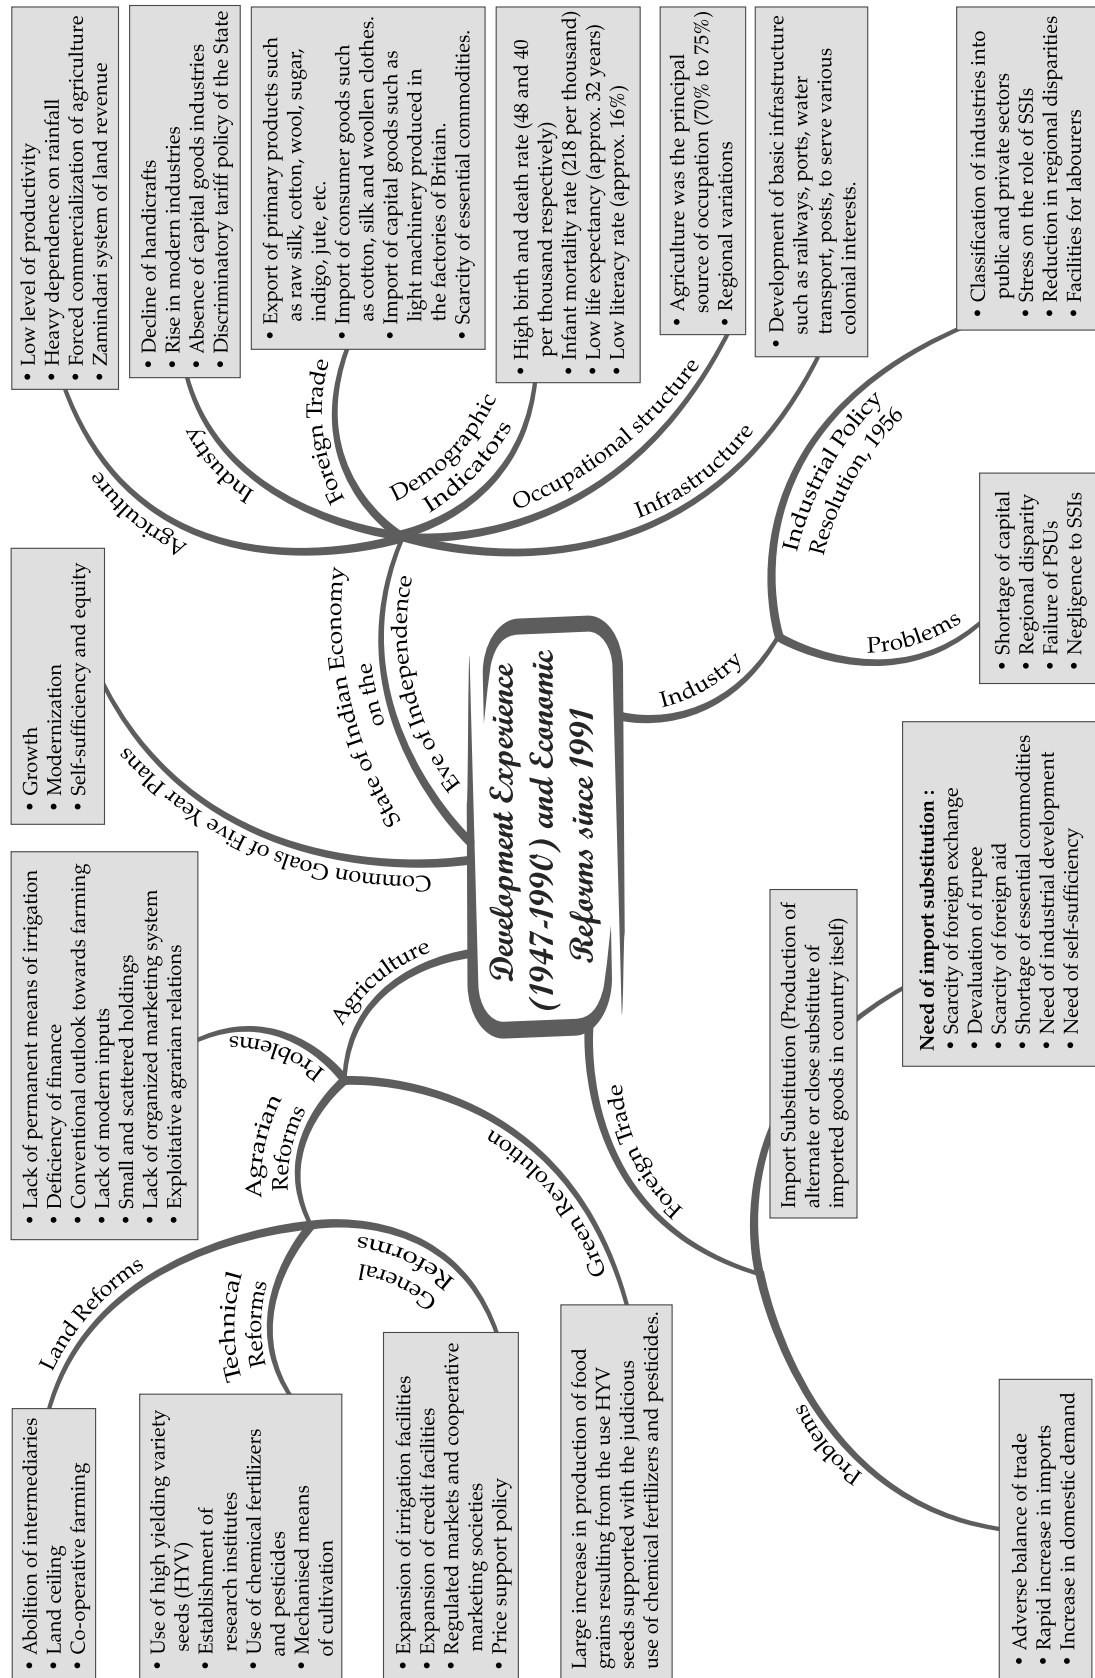 Development Experience
(1947-1990) and Economic
Reforms since 1991
State of Indian Economy
on the
Eve of Independence
Agriculture
• Low level of productivity
• Heavy dependence on rainfall
• Forced commercialization of agriculture
• Zamindari system of land revenue
Industry
• Decline of handicrafts
• Rise in modern industries
• Absence of capital goods industries
• Discriminatory tariff policy of the State
Foreign Trade
• Export of primary products such
as raw silk, cotton, wool, sugar,
indigo, jute, etc.
• Import of consumer goods such
as cotton, silk and woollen clothes.
• Import of capital goods such as
light machinery produced in
the factories of Britain.
• Scarcity of essential commodities.
Demographic
Indicators
• High birth and death rate (48 and 40
per thousand respectively)
• Infant mortality rate (218 per thousand)
• Low life expectancy (approx. 32 years)
• Low literacy rate (approx. 16%)
Occupational structure
• Agriculture was the principal
source of occupation (70% to 75%)
• Regional variations
Infrastructure
• Development of basic infrastructure
such as railways, ports, water
transport, posts, to serve various
colonial interests.
Common Goals of Five Year Plans
• Growth
• Modernization
• Self-sufficiency and equity
Agriculture
Problems
• Lack of permanent means of irrigation
• Deficiency of finance
• Conventional outlook towards farming
• Lack of modern inputs
• Small and scattered holdings
• Lack of organized marketing system
• Exploitative agrarian relations
Agrarian
Reforms
Land Reforms
• Abolition of intermediaries
• Land ceiling
• Co-operative farming
Technical
Reforms
• Use of high yielding variety
seeds (HYV)
• Establishment of
research institutes
• Use of chemical fertilizers
and pesticides
• Mechanised means
of cultivation
General
Reforms
• Expansion of irrigation facilities
• Expansion of credit facilities
• Regulated markets and cooperative
marketing societies
• Price support policy
Green Revolution
Large increase in production of food
grains resulting from the use HYV
seeds supported with the judicious
use of chemical fertilizers and pesticides.
Industry
Industrial Policy
Resolution, 1956
• Classification of industries into
public and private sectors
• Stress on the role of SSIs
• Reduction in regional disparities
• Facilities for labourers
Problems
• Shortage of capital
• Regional disparity
• Failure of PSUs
• Negligence to SSIs
Foreign Trade
Import Substitution (Production of
alternate or close substitute of
imported goods in country itself)
Need of import substitution :
• Scarcity of foreign exchange
• Devaluation of rupee
• Scarcity of foreign aid
• Shortage of essential commodities
• Need of industrial development
• Need of self-sufficiency
Problems
• Adverse balance of trade
• Rapid increase in imports
• Increase in domestic demand